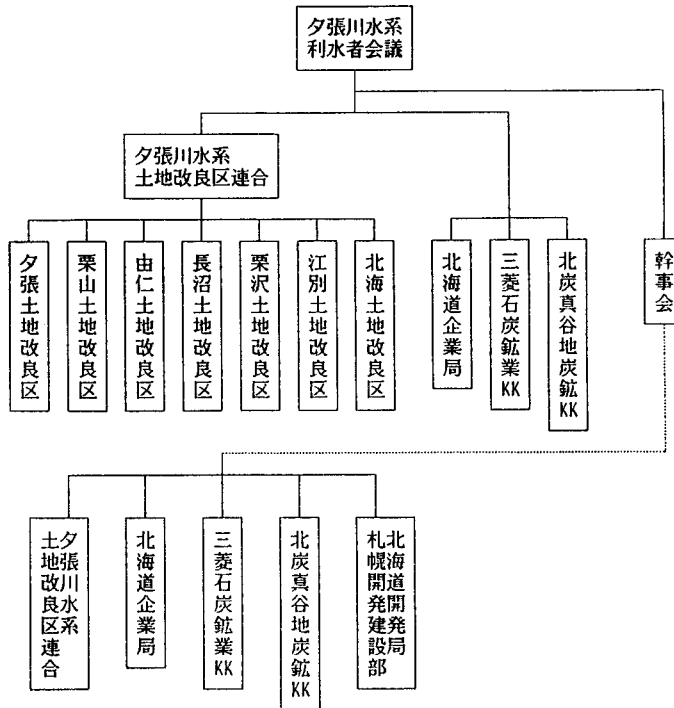 夕張川水系
利水者会議
夕張川水系
土地改良区連合
夕張土地改良区
栗山土地改良区
由仁土地改良区
長沼土地改良区
栗沢土地改良区
江別土地改良区
北海土地改良区
北海道企業局
三菱石炭鉱業KK
北炭真谷地炭鉱KK
幹事会
夕張川水系
土地改良区連合
北海道企業局
三菱石炭鉱業KK
北炭真谷地炭鉱KK
北海道開発局
札幌開発建設部